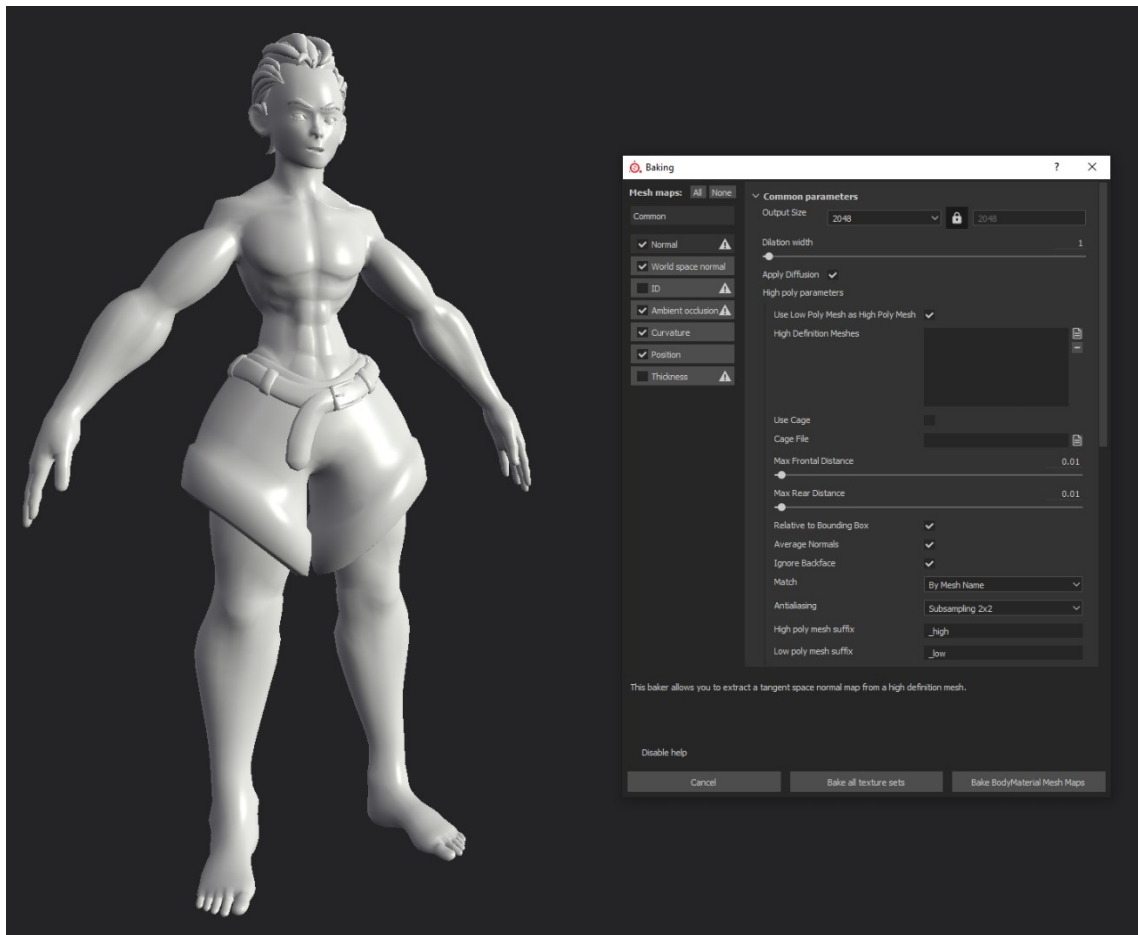 Baking ? ×
Mesh maps: All None
Common
Normal
World space normal
ID
Ambient occlusion
Curvature
Position
Thickness
Common parameters
Output Size 2048 2048
Dilation width 1
Apply Diffusion
High poly parameters
Use Low Poly Mesh as High Poly Mesh
High Definition Meshes
Use Cage
Cage File
Max Frontal Distance 0.01
Max Rear Distance 0.01
Relative to Bounding Box
Average Normals
Ignore Backface
Match By Mesh Name
Antialiasing Subsampling 2x2
High poly mesh suffix _high
Low poly mesh suffix _low
This baker allows you to extract a tangent space normal map from a high definition mesh.
Disable help
Cancel Bake all texture sets Bake BodyMaterial Mesh Maps